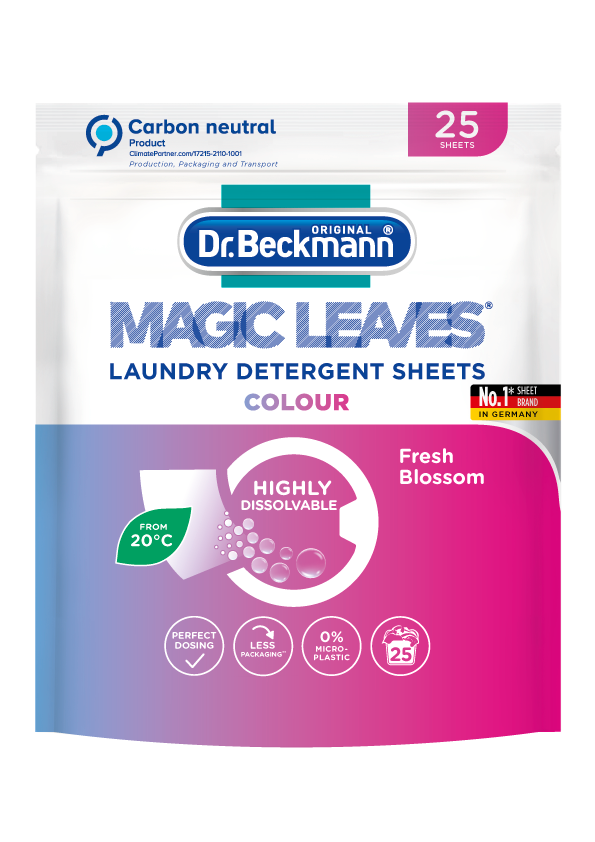 Carbon neutral
Product
ClimatePartner.com/17215-2110-1001
Production, Packaging and Transport
25
SHEETS
ORIGINAL
Dr.Beckmann®
MAGIC LEAVES®
LAUNDRY DETERGENT SHEETS
COLOUR
No.1* SHEET
BRAND
IN GERMANY
Fresh
Blossom
HIGHLY
DISSOLVABLE
FROM
20°C
PERFECT
DOSING
LESS
PACKAGING**
0%
MICRO-
PLASTIC
25